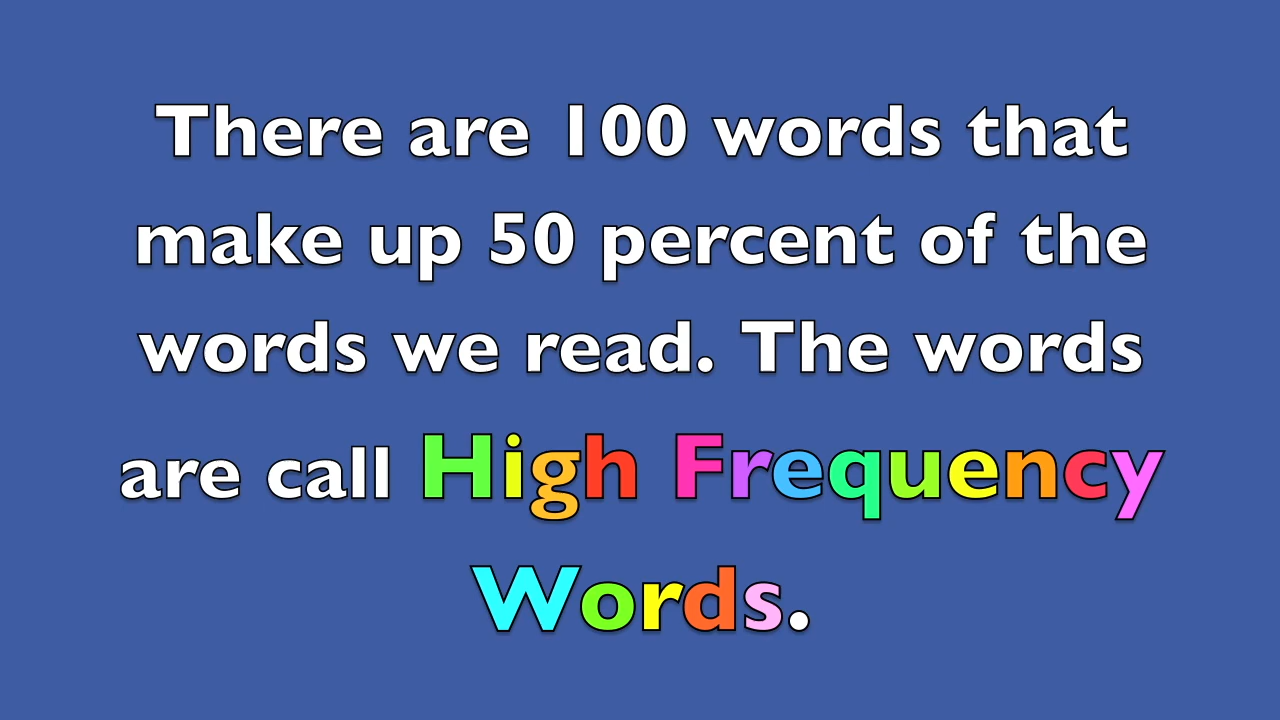 There are 100 words that
make up 50 percent of the
words we read. The words
are call High Frequency
Words.